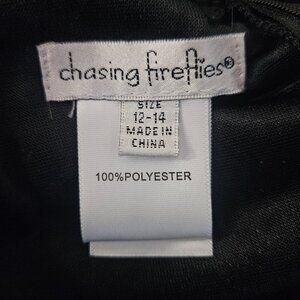 chasing fireflies®
SIZE
12-14
MADE IN
CHINA
100%POLYESTER